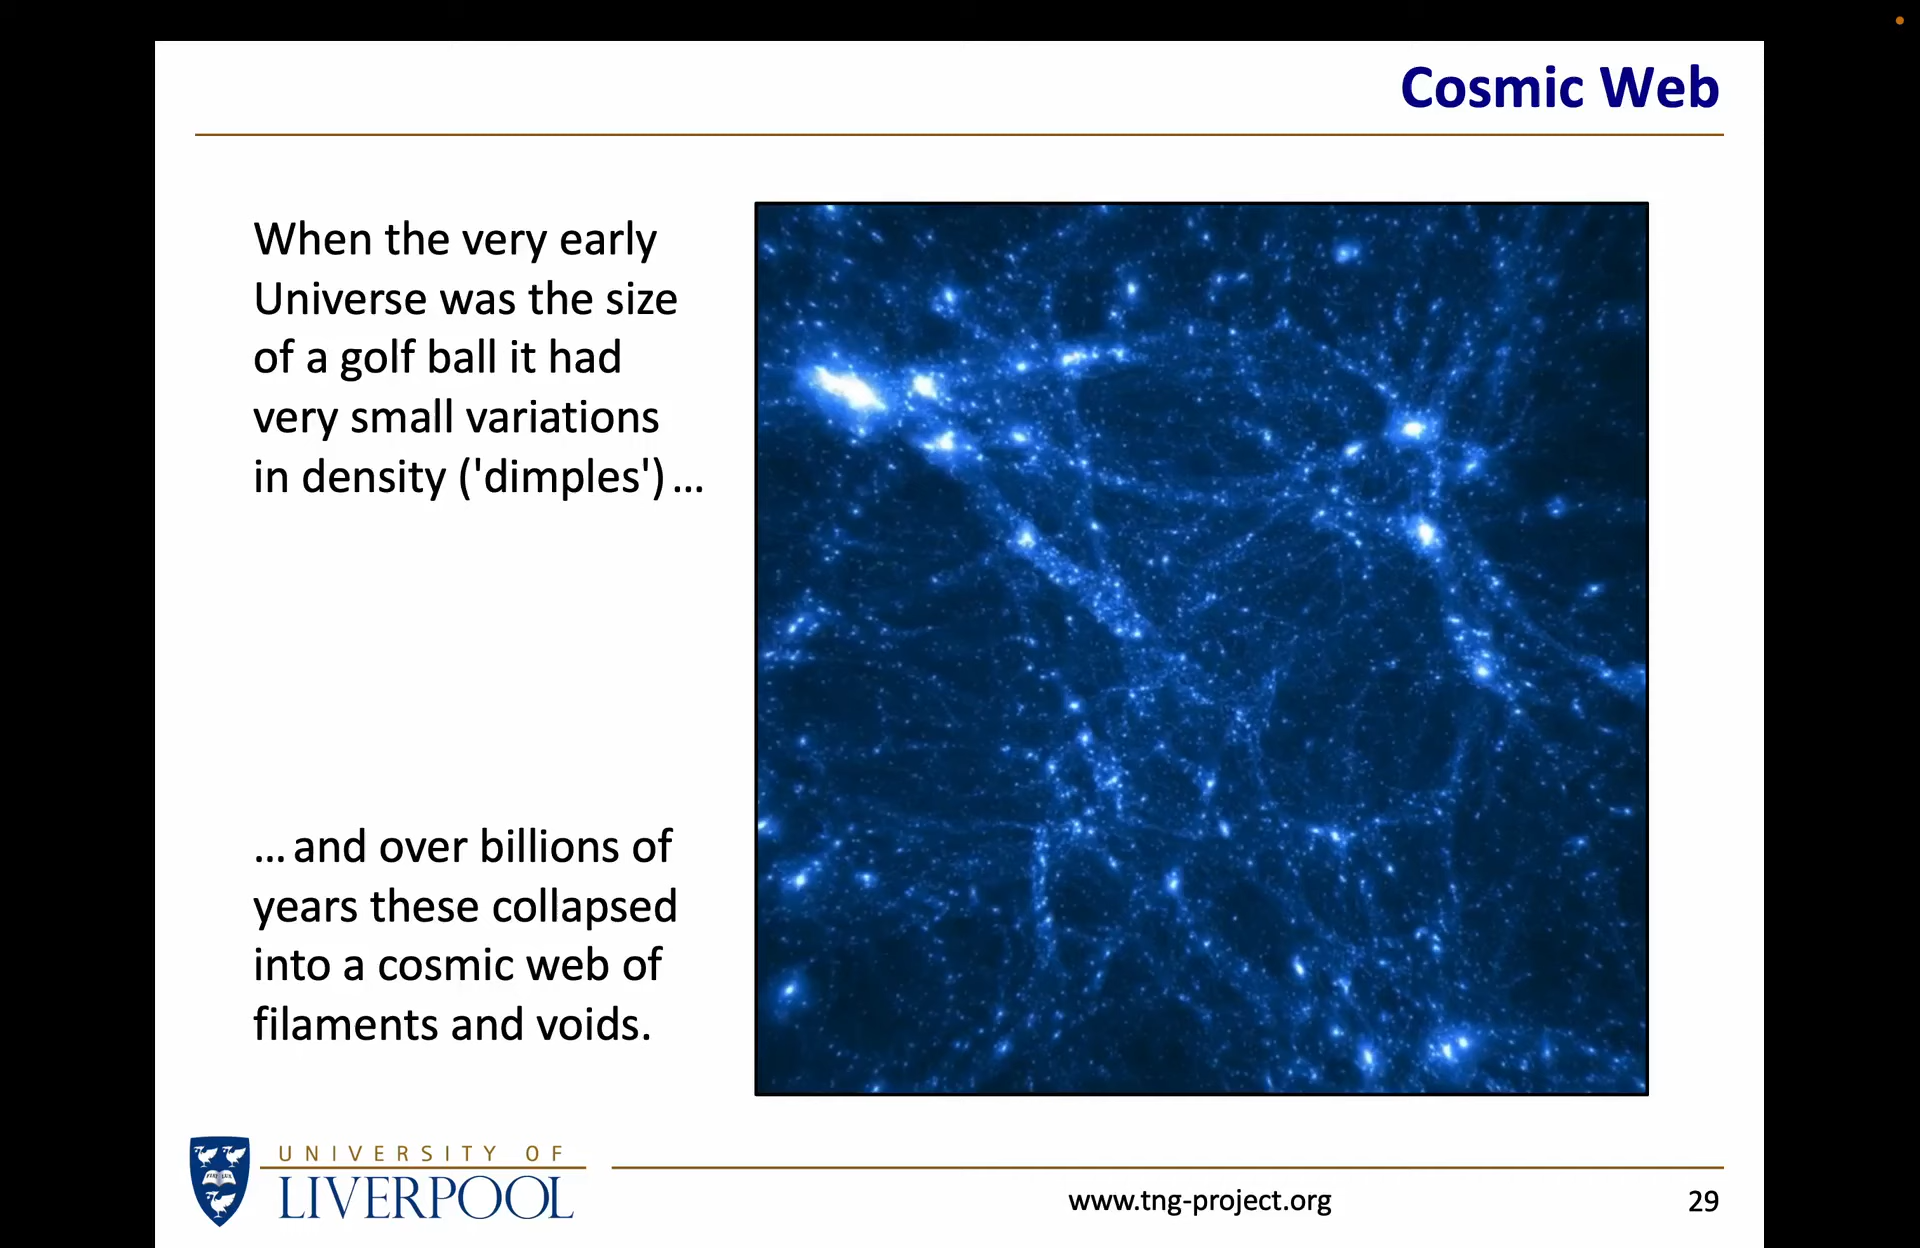 Cosmic Web
When the very early
Universe was the size
of a golf ball it had
very small variations
in density ('dimples') ...
... and over billions of
years these collapsed
into a cosmic web of
filaments and voids.
UNIVERSITY OF
LIVERPOOL
www.tng-project.org
29